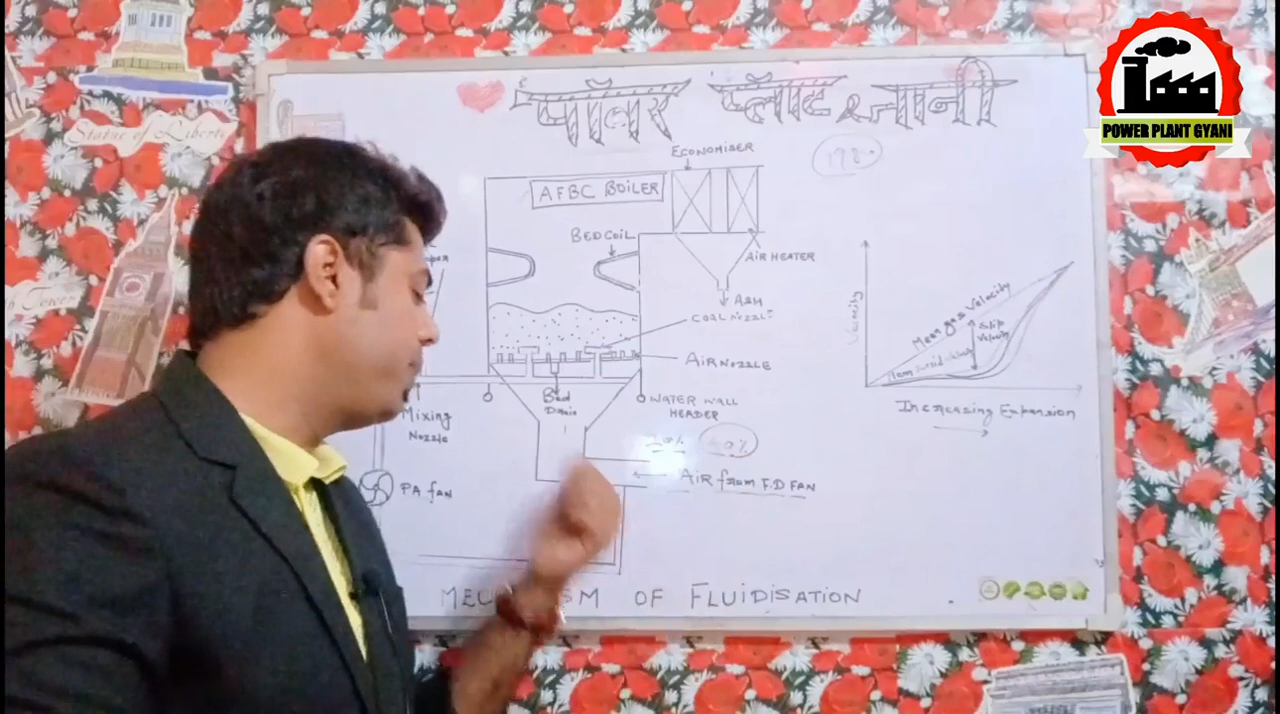 पॉवर प्लॅांट ज्ञानी
POWER PLANT GYANI
Statue of Liberty
ECONOMISER
AFBC BOILER
BED COIL
AIR HEATER
ASH
COAL NOZZLE
AIR NOZZLE
Velocity
Mean gas Velocity
Slip Velocity
Increasing Expansion
Bed Drain
WATER WALL HEADER
Mixing Nozzle
PA fan
AIR from F.D FAN
OF FLUIDISATION